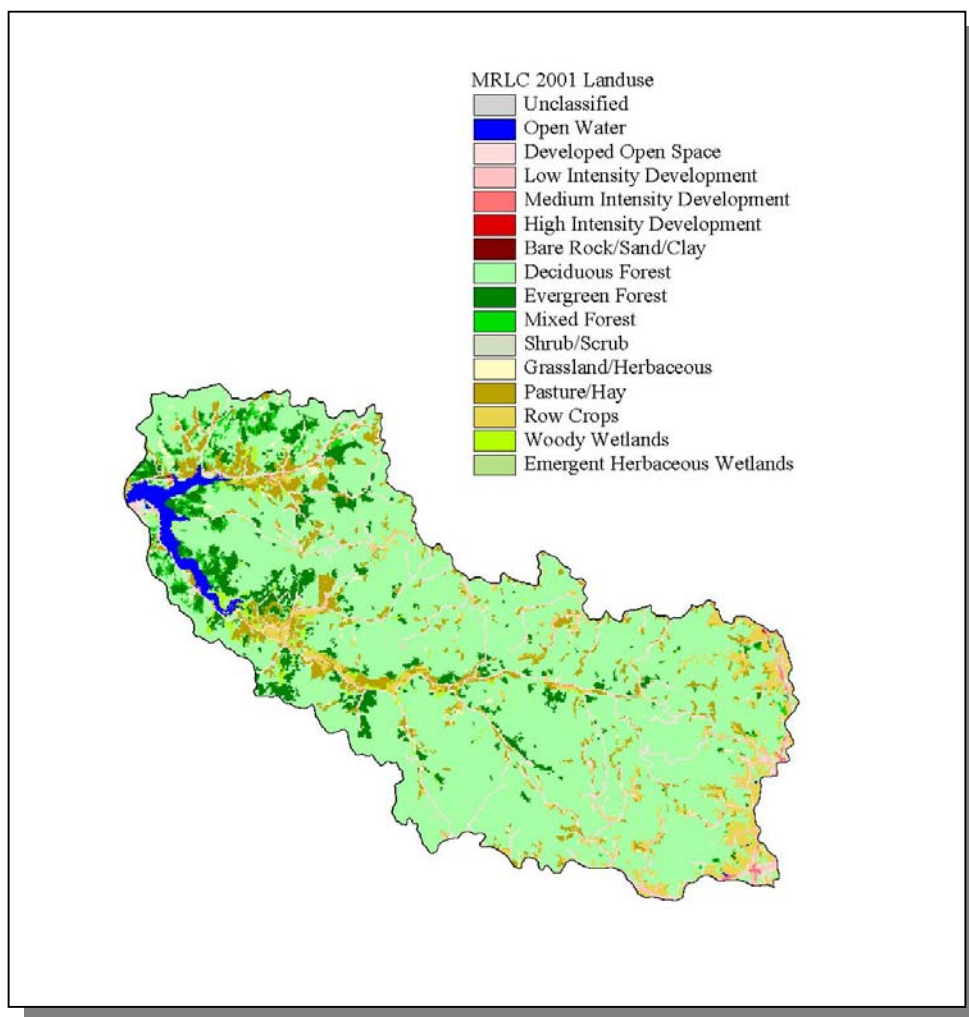 MRLC 2001 Landuse
Unclassified
Open Water
Developed Open Space
Low Intensity Development
Medium Intensity Development
High Intensity Development
Bare Rock/Sand/Clay
Deciduous Forest
Evergreen Forest
Mixed Forest
Shrub/Scrub
Grassland/Herbaceous
Pasture/Hay
Row Crops
Woody Wetlands
Emergent Herbaceous Wetlands